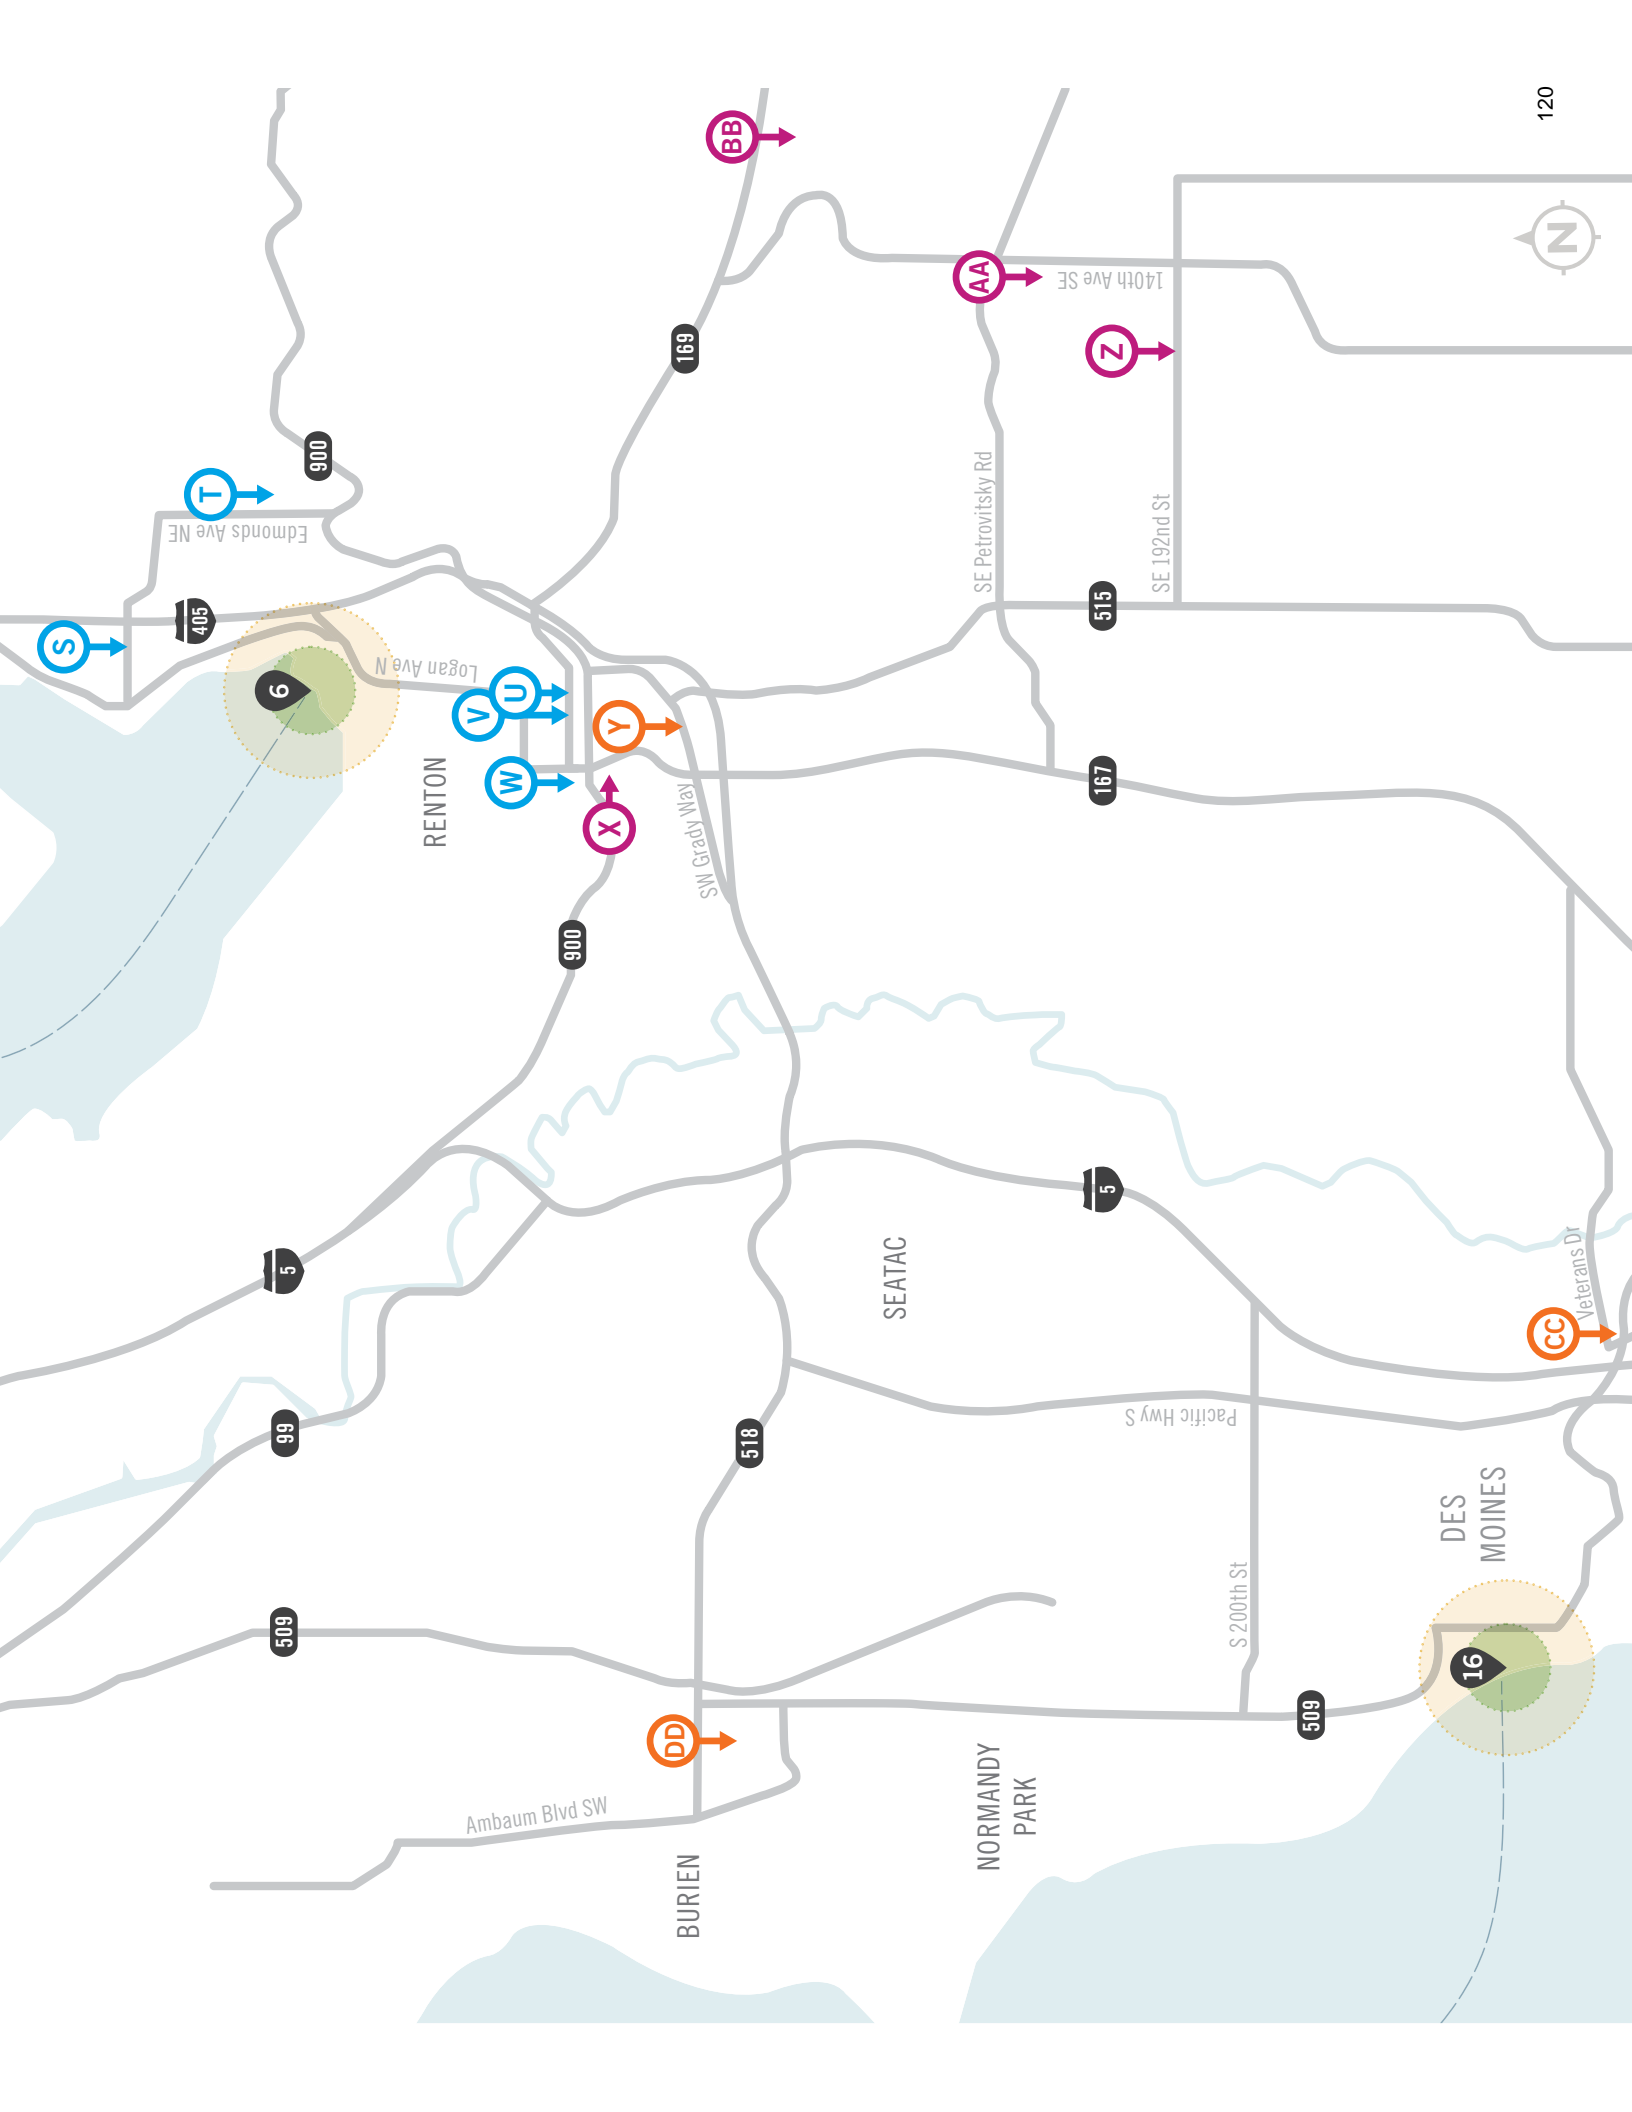 S
405
T
Edmonds Ave NE
900
6
Logan Ave N
RENTON
V
U
W
Y
X
SW Grady Way
169
BB
AA
140th Ave SE
Z
SE Petrovitsky Rd
SE 192nd St
515
167
900
5
99
509
518
SEATAC
5
Pacific Hwy S
S 200th St
Veterans Dr
CC
DES
MOINES
16
509
DD
Ambaum Blvd SW
BURIEN
NORMANDY
PARK
N
120